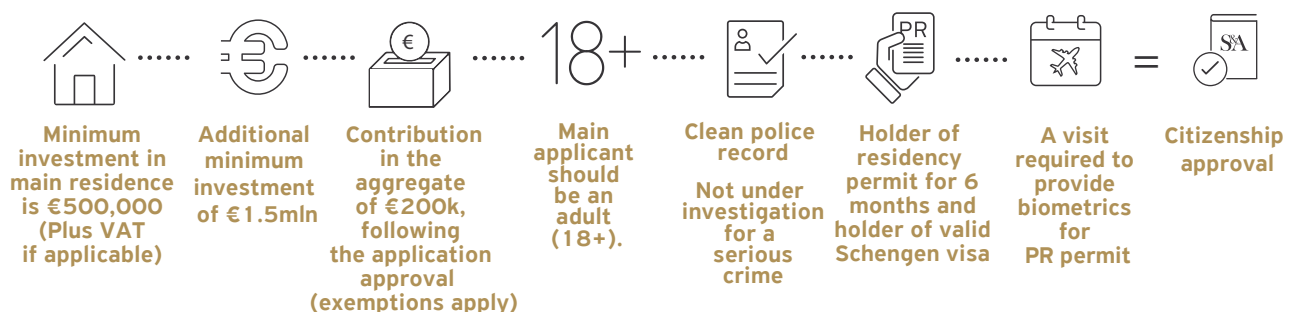 €
18+
PR
=
S&A
Minimum
investment in
main residence
is €500,000
(Plus VAT
if applicable)
Additional
minimum
investment
of €1.5mln
Contribution
in the
aggregate
of €200k,
following
the application
approval
(exemptions apply)
Main
applicant
should
be an
adult
(18+).
Clean police
record
Not under
investigation
for a
serious
crime
Holder of
residency
permit for 6
months and
holder of valid
Schengen visa
A visit
required to
provide
biometrics
for
PR permit
Citizenship
approval